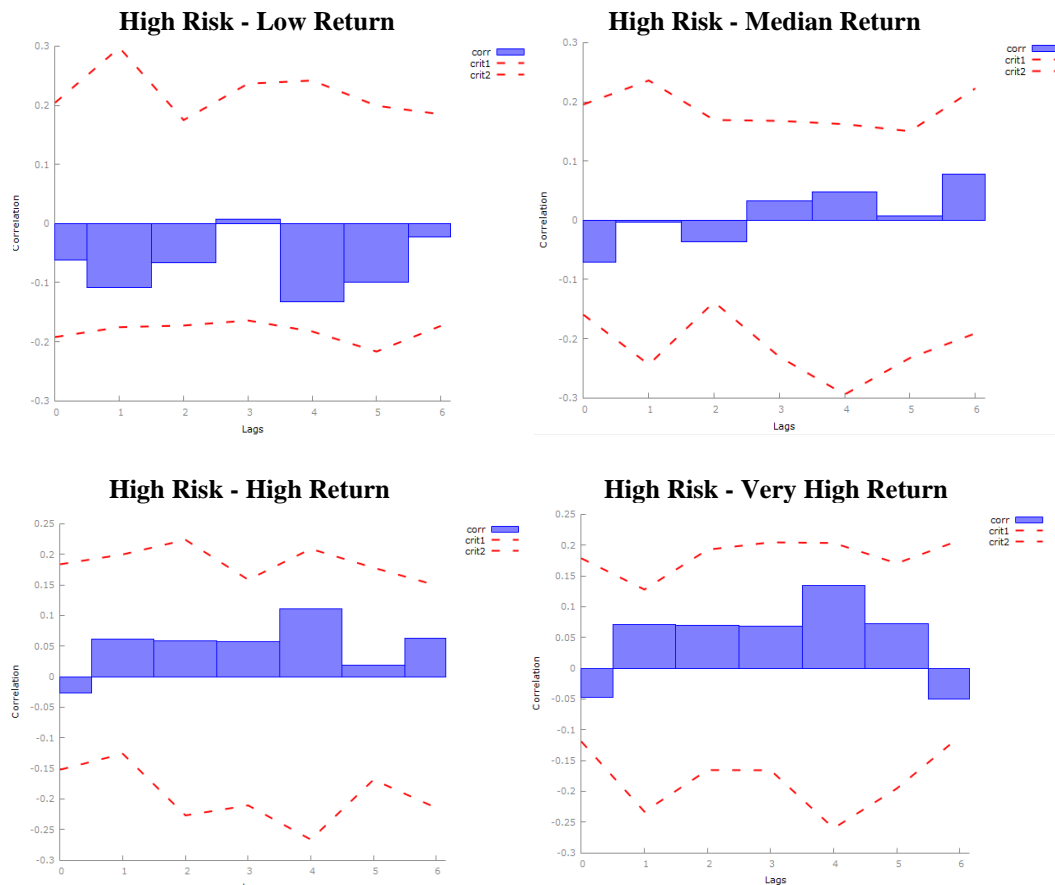 High Risk - Low Return
corr
crit1
crit2
0.3
0.2
0.1
0
-0.1
-0.2
-0.3
Correlation
0 1 2 3 4 5 6
Lags
High Risk - Median Return
corr
crit1
crit2
0.3
0.2
0.1
0
-0.1
-0.2
-0.3
Correlation
0 1 2 3 4 5 6
Lags
High Risk - High Return
corr
crit1
crit2
0.25
0.2
0.15
0.1
0.05
0
-0.05
-0.1
-0.15
-0.2
-0.25
-0.3
Correlation
0 1 2 3 4 5 6
High Risk - Very High Return
corr
crit1
crit2
0.25
0.2
0.15
0.1
0.05
0
-0.05
-0.1
-0.15
-0.2
-0.25
-0.3
Correlation
0 1 2 3 4 5 6
Lags